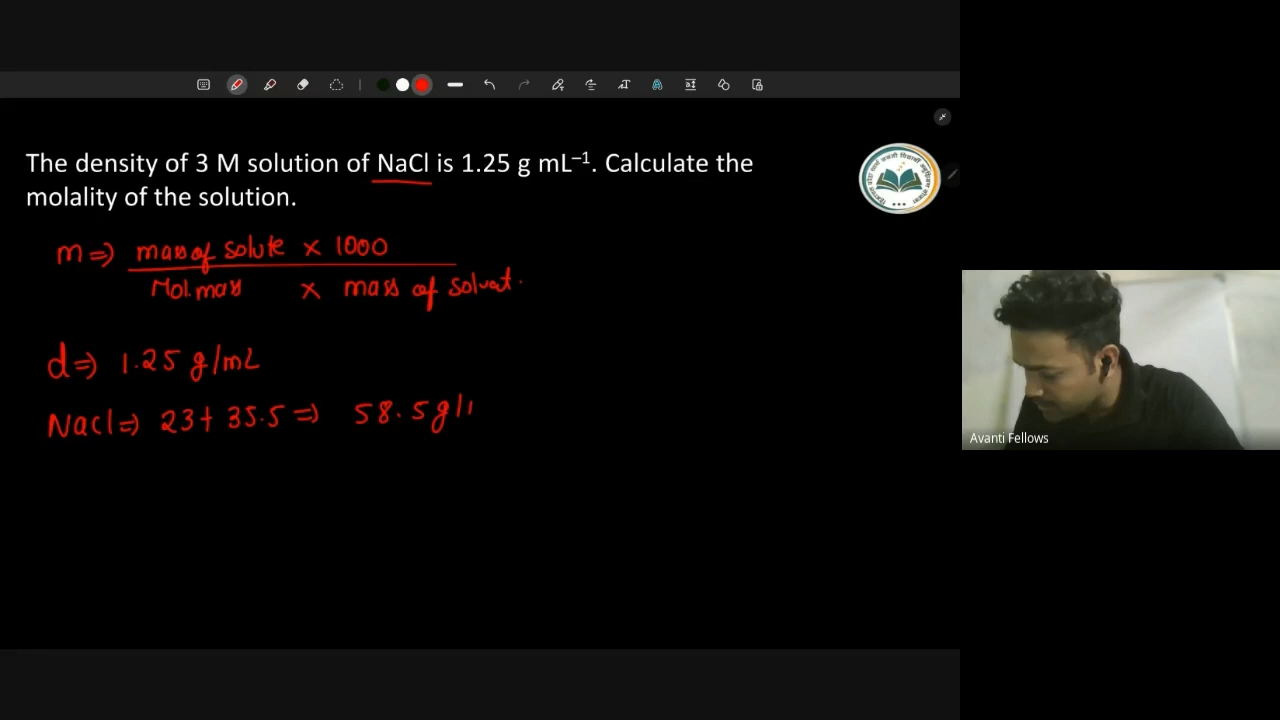 The density of 3 M solution of NaCl is 1.25 g mL⁻¹. Calculate the
molality of the solution.
m => mass of solute x 1000
Mol. mass x mass of solvat.
d => 1.25 g/mL
Nacl => 23 + 35.5 => 58.5 g/
Avanti Fellows